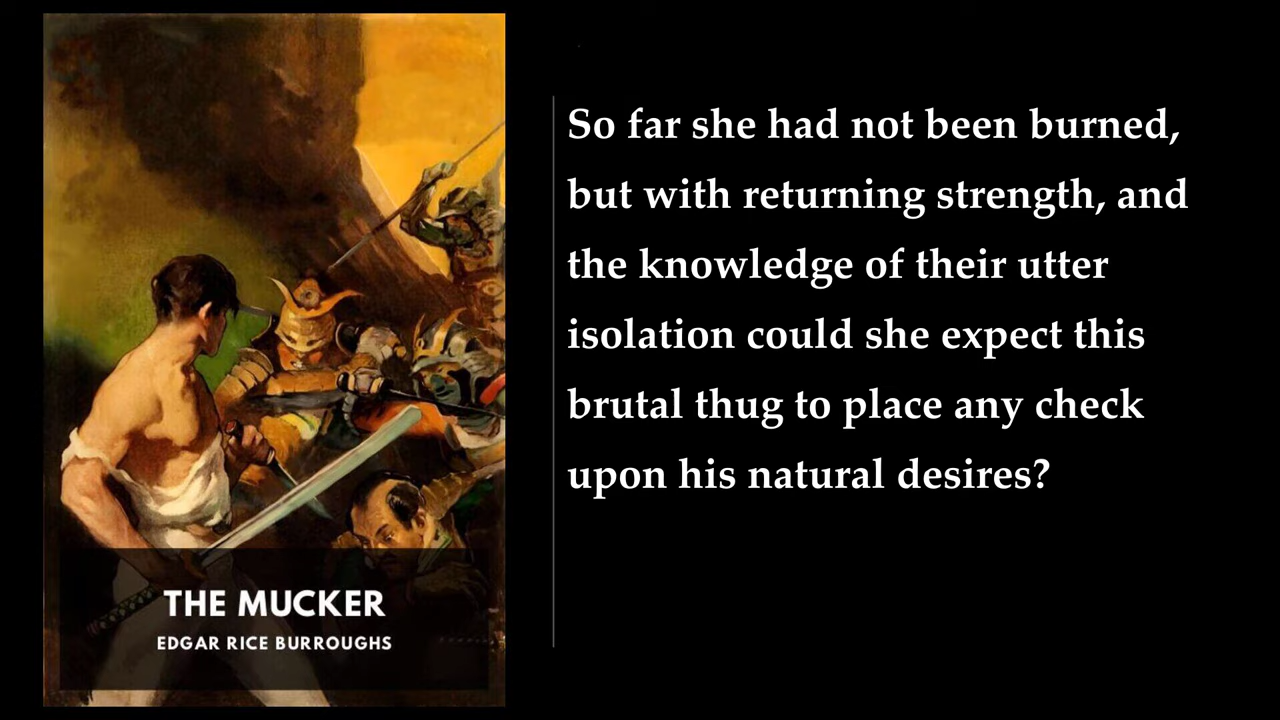 THE MUCKER
EDGAR RICE BURROUGHS
So far she had not been burned,
but with returning strength, and
the knowledge of their utter
isolation could she expect this
brutal thug to place any check
upon his natural desires?